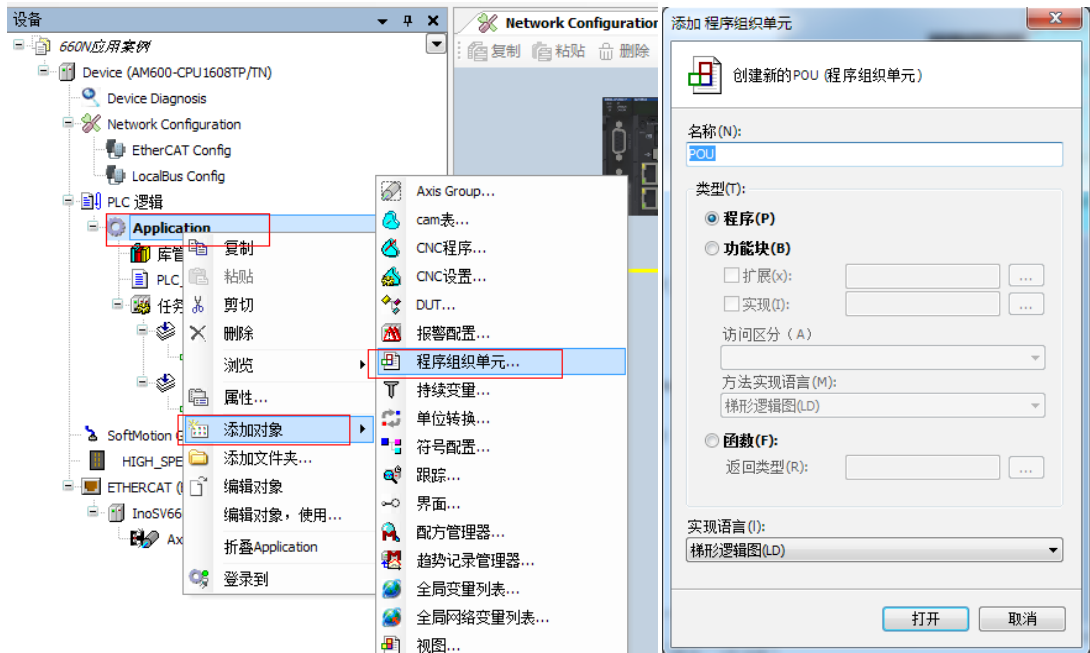 设备
660N应用案例
Device (AM600-CPU1608TP/TN)
Device Diagnosis
Network Configuration
EtherCAT Config
LocalBus Config
PLC 逻辑
Application
库管
PLC_
任务
SoftMotion G
HIGH_SPE
ETHERCAT (
InoSV66
Ax
复制
粘贴
剪切
删除
浏览
属性...
添加对象
添加文件夹...
编辑对象
编辑对象，使用...
折叠Application
登录到
Network Configuration
复制 粘贴 删除
Axis Group...
cam表...
CNC程序...
CNC设置...
DUT...
报警配置...
程序组织单元...
持续变量...
单位转换...
符号配置...
跟踪...
界面...
配方管理器...
趋势记录管理器...
全局变量列表...
全局网络变量列表...
视图...
添加 程序组织单元
创建新的POU (程序组织单元)
名称(N):
POU
类型(T):
程序(P)
功能块(B)
扩展(x):
...
实现(I):
...
访问区分（A）
方法实现语言(M):
梯形逻辑图(LD)
函数(F):
返回类型(R):
...
实现语言(I):
梯形逻辑图(LD)
打开 取消